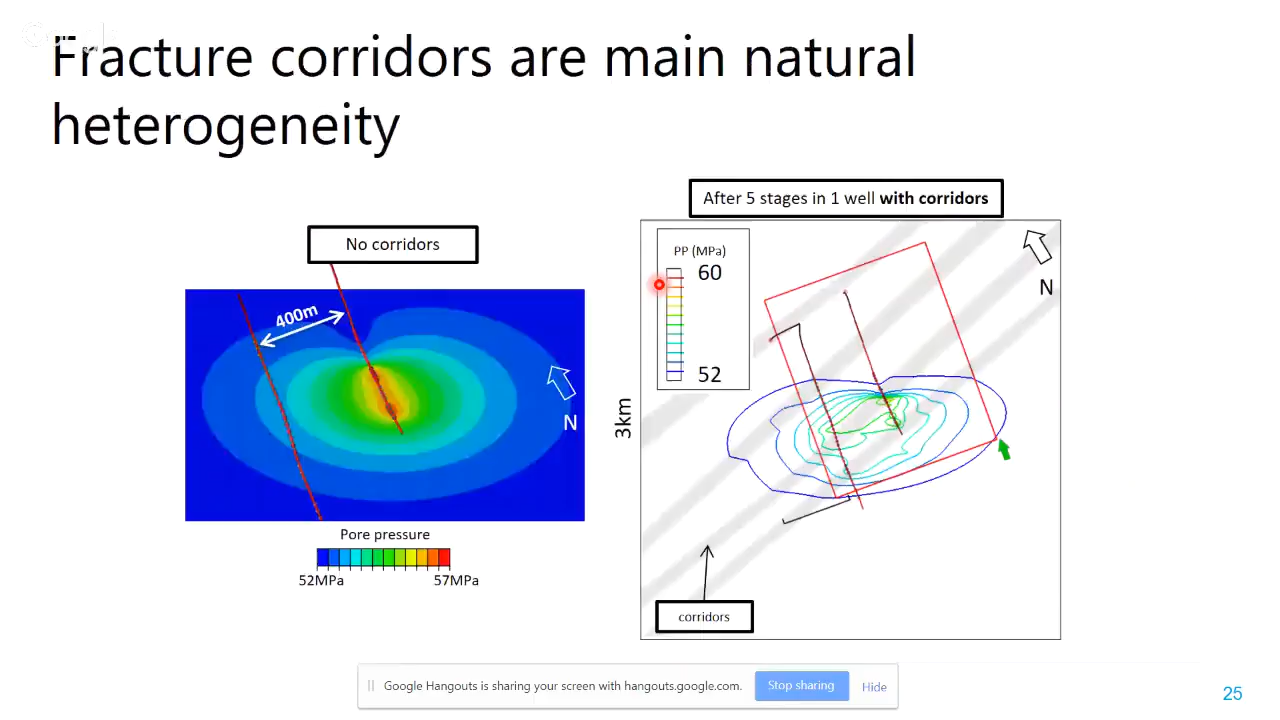 Fracture corridors are main natural
heterogeneity
No corridors
400m
N
Pore pressure
52MPa
57MPa
After 5 stages in 1 well with corridors
PP (MPa)
60
52
N
3km
corridors
Google Hangouts is sharing your screen with hangouts.google.com.
Stop sharing
Hide
25